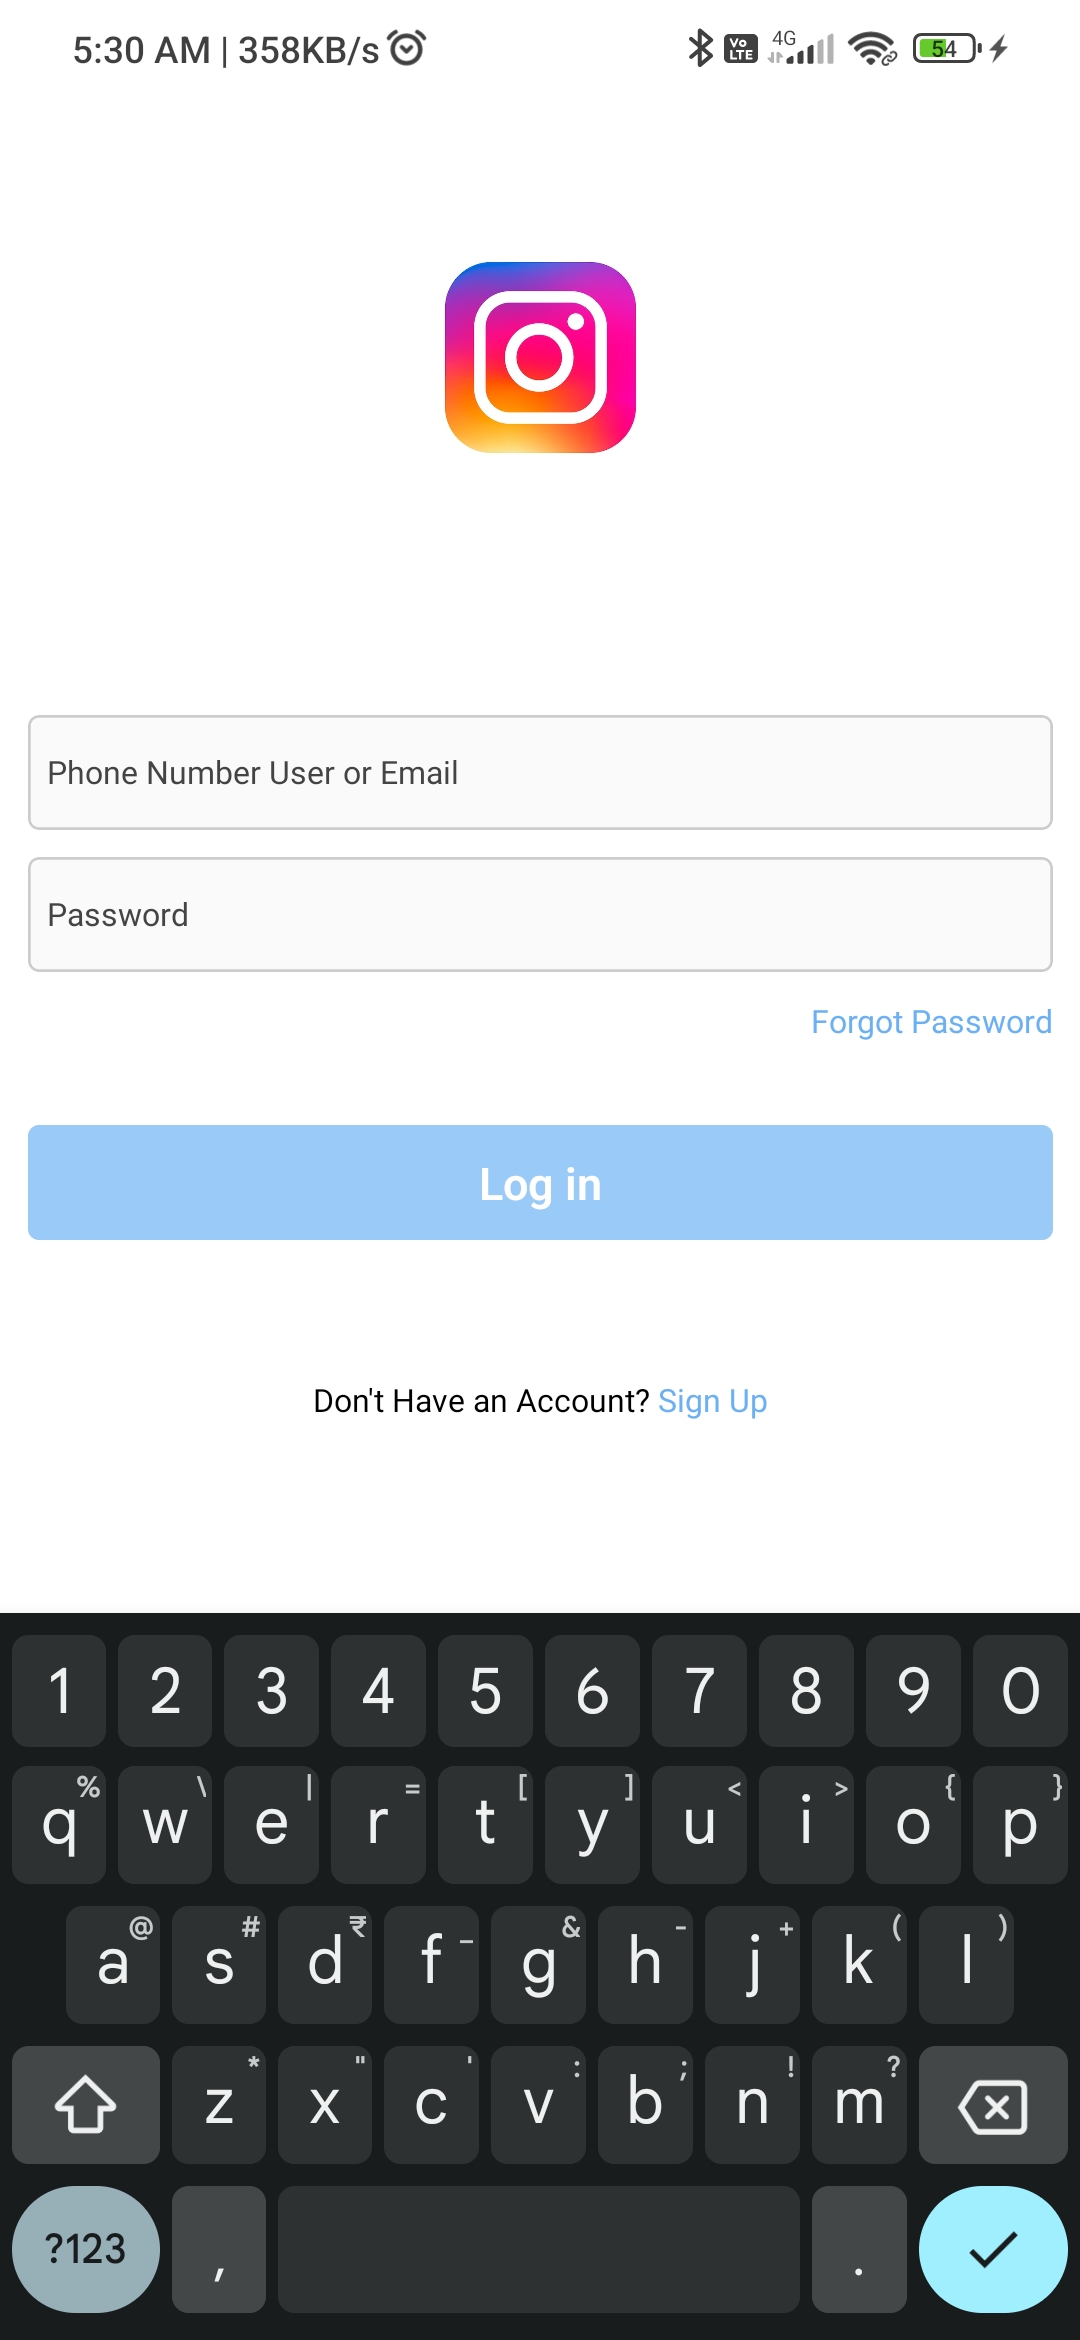 5:30 AM | 358KB/s Vo LTE 4G 54
Phone Number User or Email
Password
Forgot Password
Log in
Don't Have an Account? Sign Up
1 2 3 4 5 6 7 8 9 0
% \ | = [ ] < > { }
q w e r t y u i o p
@ # ₹ _ & - + ( )
a s d f g h j k l
* " ' : ; ! ?
z x c v b n m
?123 , .